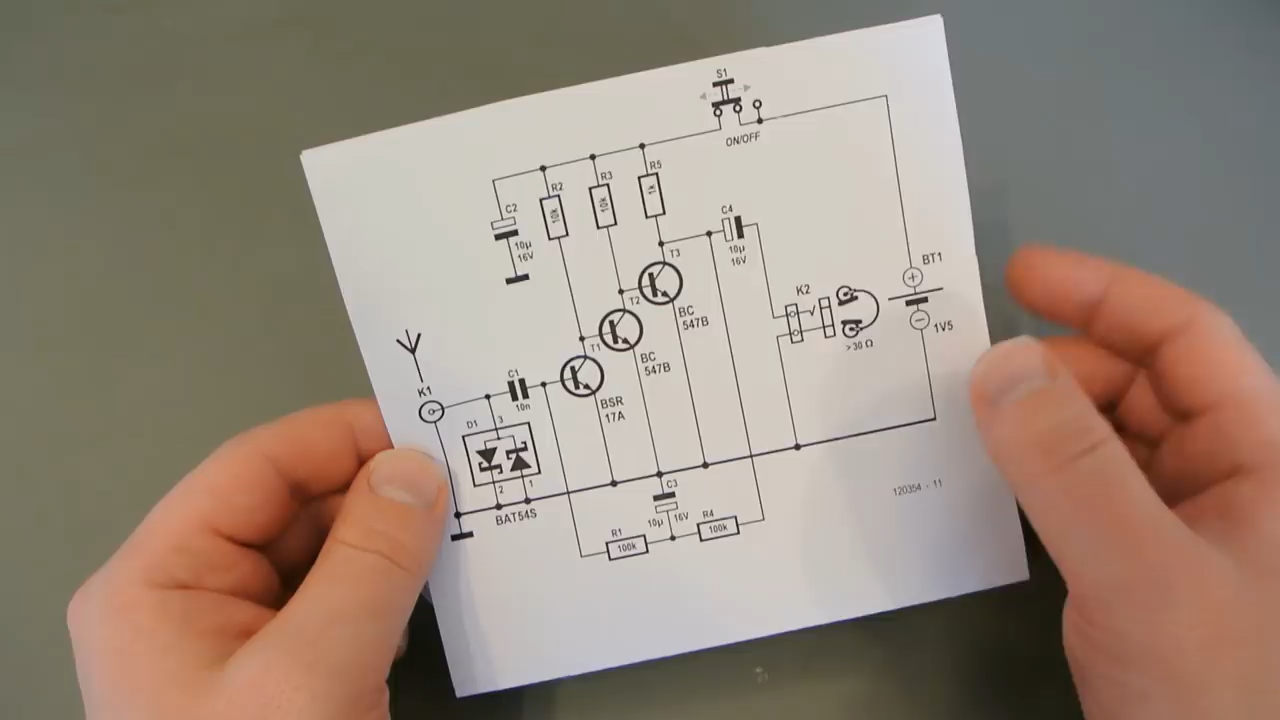 S1
ON/OFF
R2
10k
R3
10k
R5
1k
C2
10µ
16V
C4
10µ
16V
T3
BC
547B
T2
BC
547B
T1
BSR
17A
K2
>30 Ω
BT1
+
−
1V5
K1
C1
10n
D1
3
2
1
BAT54S
C3
10µ
16V
R1
100k
R4
100k
120354 - 11